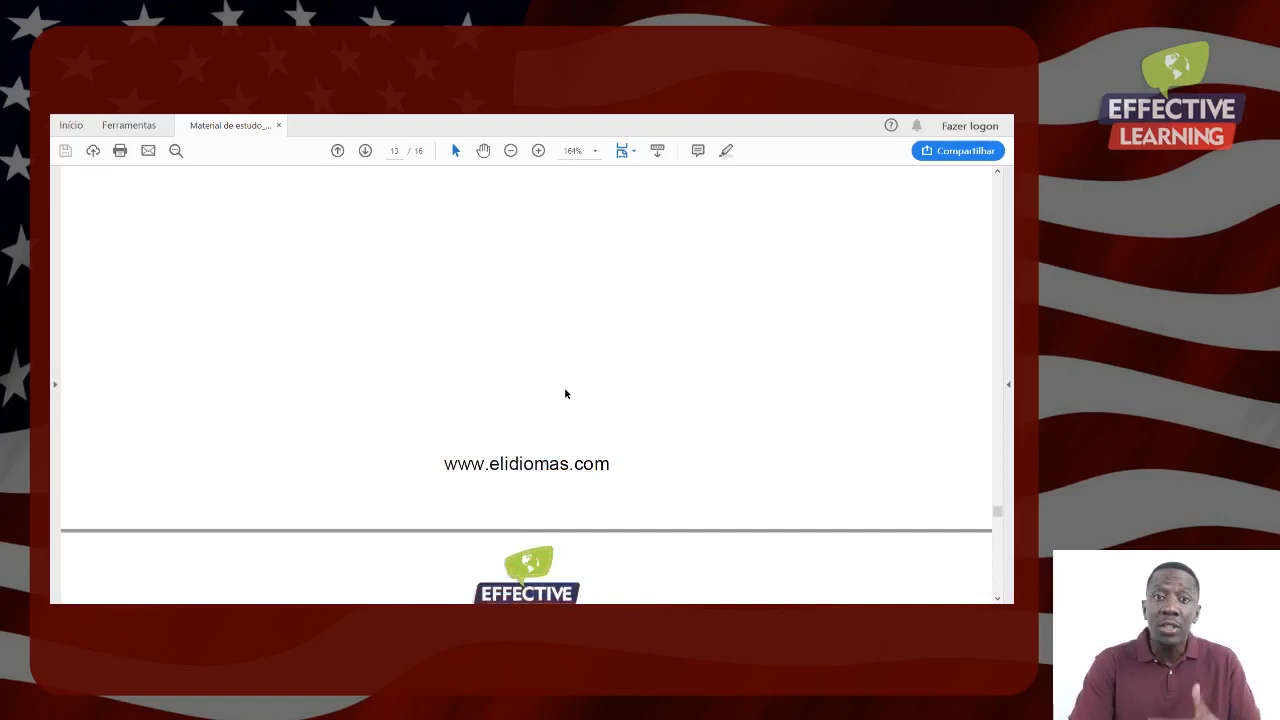 EFFECTIVE
LEARNING
Início
Ferramentas
Material de estudo_...
Fazer logon
13 / 16
164%
Compartilhar
www.elidiomas.com
EFFECTIVE